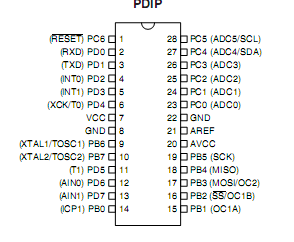 PDIP
(RESET) PC6 1 28 PC5 (ADC5/SCL)
(RXD) PD0 2 27 PC4 (ADC4/SDA)
(TXD) PD1 3 26 PC3 (ADC3)
(INT0) PD2 4 25 PC2 (ADC2)
(INT1) PD3 5 24 PC1 (ADC1)
(XCK/T0) PD4 6 23 PC0 (ADC0)
VCC 7 22 GND
GND 8 21 AREF
(XTAL1/TOSC1) PB6 9 20 AVCC
(XTAL2/TOSC2) PB7 10 19 PB5 (SCK)
(T1) PD5 11 18 PB4 (MISO)
(AIN0) PD6 12 17 PB3 (MOSI/OC2)
(AIN1) PD7 13 16 PB2 (SS/OC1B)
(ICP1) PB0 14 15 PB1 (OC1A)